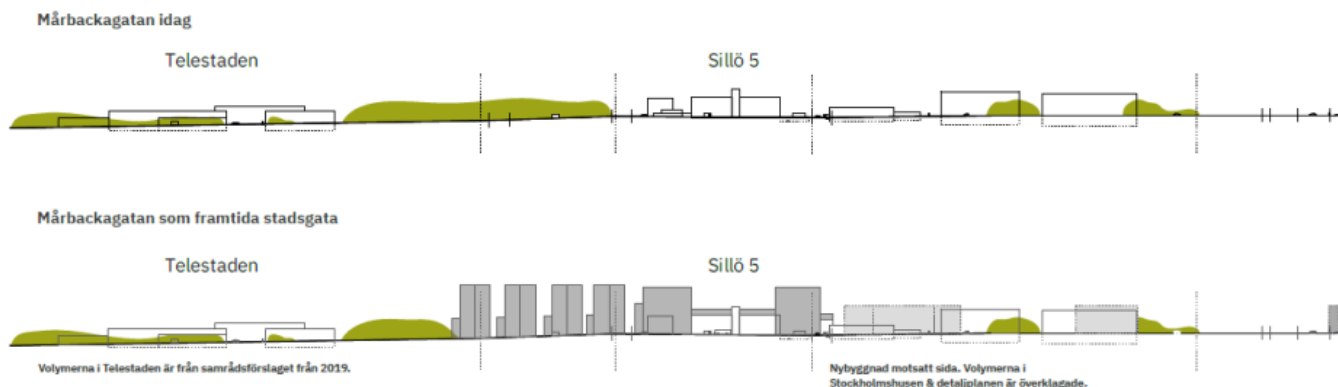 Mårbackagatan idag
Telestaden
Sillö 5
Mårbackagatan som framtida stadsgata
Telestaden
Sillö 5
Volymerna i Telestaden är från samrådsförslaget från 2019.
Nybyggnad motsatt sida. Volymerna i
Stockholmshusen & detaljplanen är överklagade.